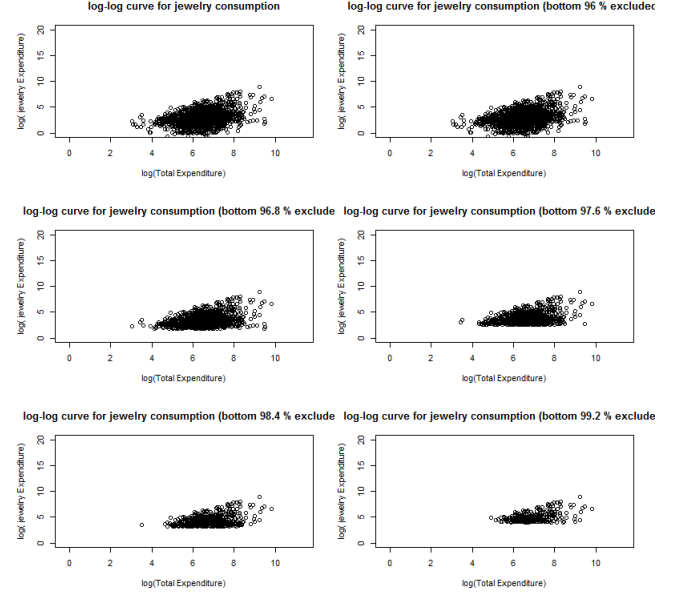 log-log curve for jewelry consumption
log-log curve for jewelry consumption (bottom 96 % excluded
log( jewelry Expenditure)
0 5 10 15 20
0 2 4 6 8 10
log(Total Expenditure)
log( jewelry Expenditure)
0 5 10 15 20
0 2 4 6 8 10
log(Total Expenditure)
log-log curve for jewelry consumption (bottom 96.8 % exclude
log-log curve for jewelry consumption (bottom 97.6 % exclude
log( jewelry Expenditure)
0 5 10 15 20
0 2 4 6 8 10
log(Total Expenditure)
log( jewelry Expenditure)
0 5 10 15 20
0 2 4 6 8 10
log(Total Expenditure)
log-log curve for jewelry consumption (bottom 98.4 % exclude
log-log curve for jewelry consumption (bottom 99.2 % exclude
log( jewelry Expenditure)
0 5 10 15 20
0 2 4 6 8 10
log(Total Expenditure)
log( jewelry Expenditure)
0 5 10 15 20
0 2 4 6 8 10
log(Total Expenditure)